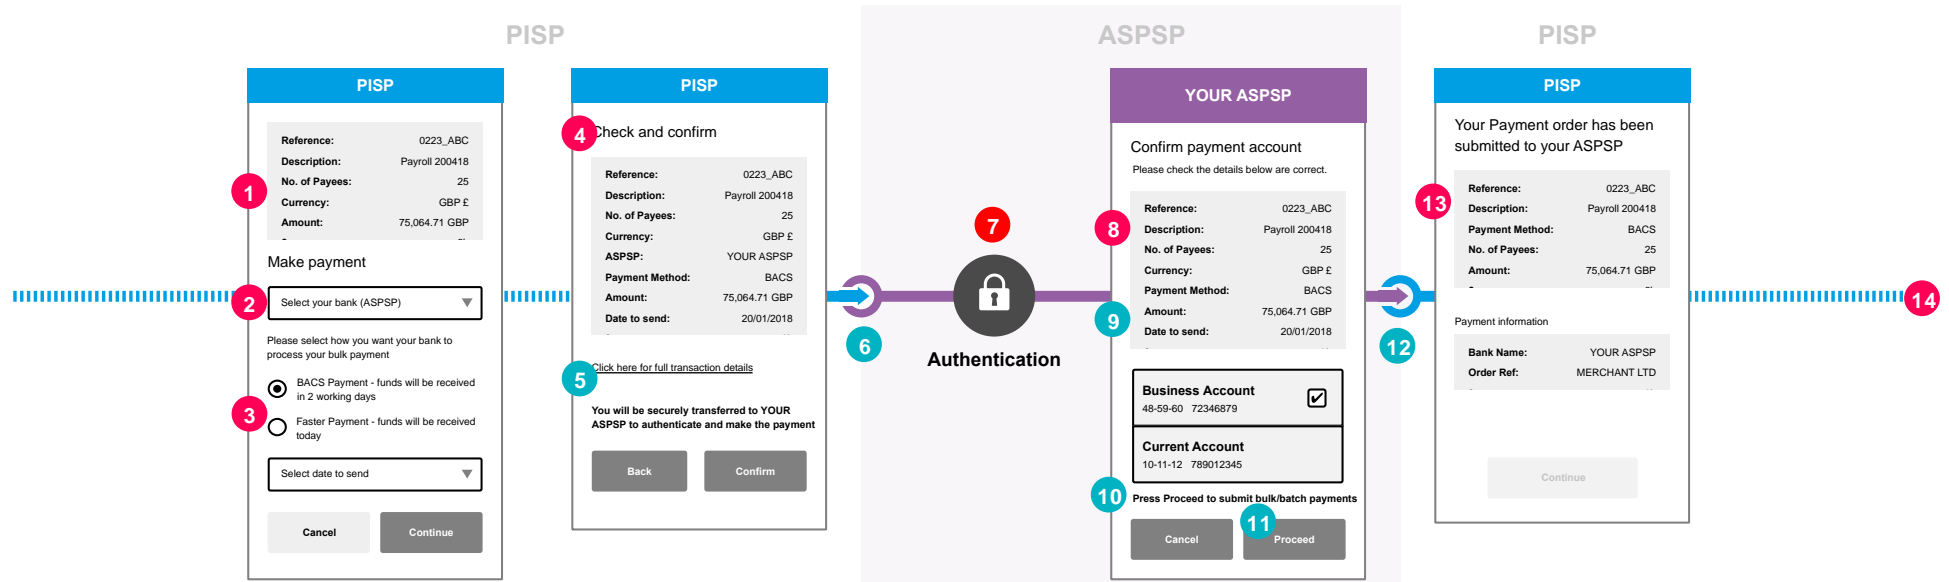 PISP
ASPSP
PISP
PISP
Reference: 0223_ABC
Description: Payroll 200418
1
No. of Payees: 25
Currency: GBP £
Amount: 75,064.71 GBP
Make payment
2
Select your bank (ASPSP)
Please select how you want your bank to
process your bulk payment
BACS Payment - funds will be received
in 2 working days
3
Faster Payment - funds will be received
today
Select date to send
Cancel Continue
PISP
4
Check and confirm
Reference: 0223_ABC
Description: Payroll 200418
No. of Payees: 25
Currency: GBP £
ASPSP: YOUR ASPSP
Payment Method: BACS
Amount: 75,064.71 GBP
Date to send: 20/01/2018
5
Click here for full transaction details
You will be securely transferred to YOUR
ASPSP to authenticate and make the payment
Back Confirm
6
7
Authentication
YOUR ASPSP
Confirm payment account
Please check the details below are correct.
Reference: 0223_ABC
8
Description: Payroll 200418
No. of Payees: 25
Currency: GBP £
Payment Method: BACS
9
Amount: 75,064.71 GBP
Date to send: 20/01/2018
Business Account
48-59-60 72346879
Current Account
10-11-12 789012345
10
Press Proceed to submit bulk/batch payments
11
Cancel Proceed
12
PISP
Your Payment order has been
submitted to your ASPSP
Reference: 0223_ABC
13
Description: Payroll 200418
Payment Method: BACS
No. of Payees: 25
Amount: 75,064.71 GBP
Payment information
Bank Name: YOUR ASPSP
Order Ref: MERCHANT LTD
Continue
14